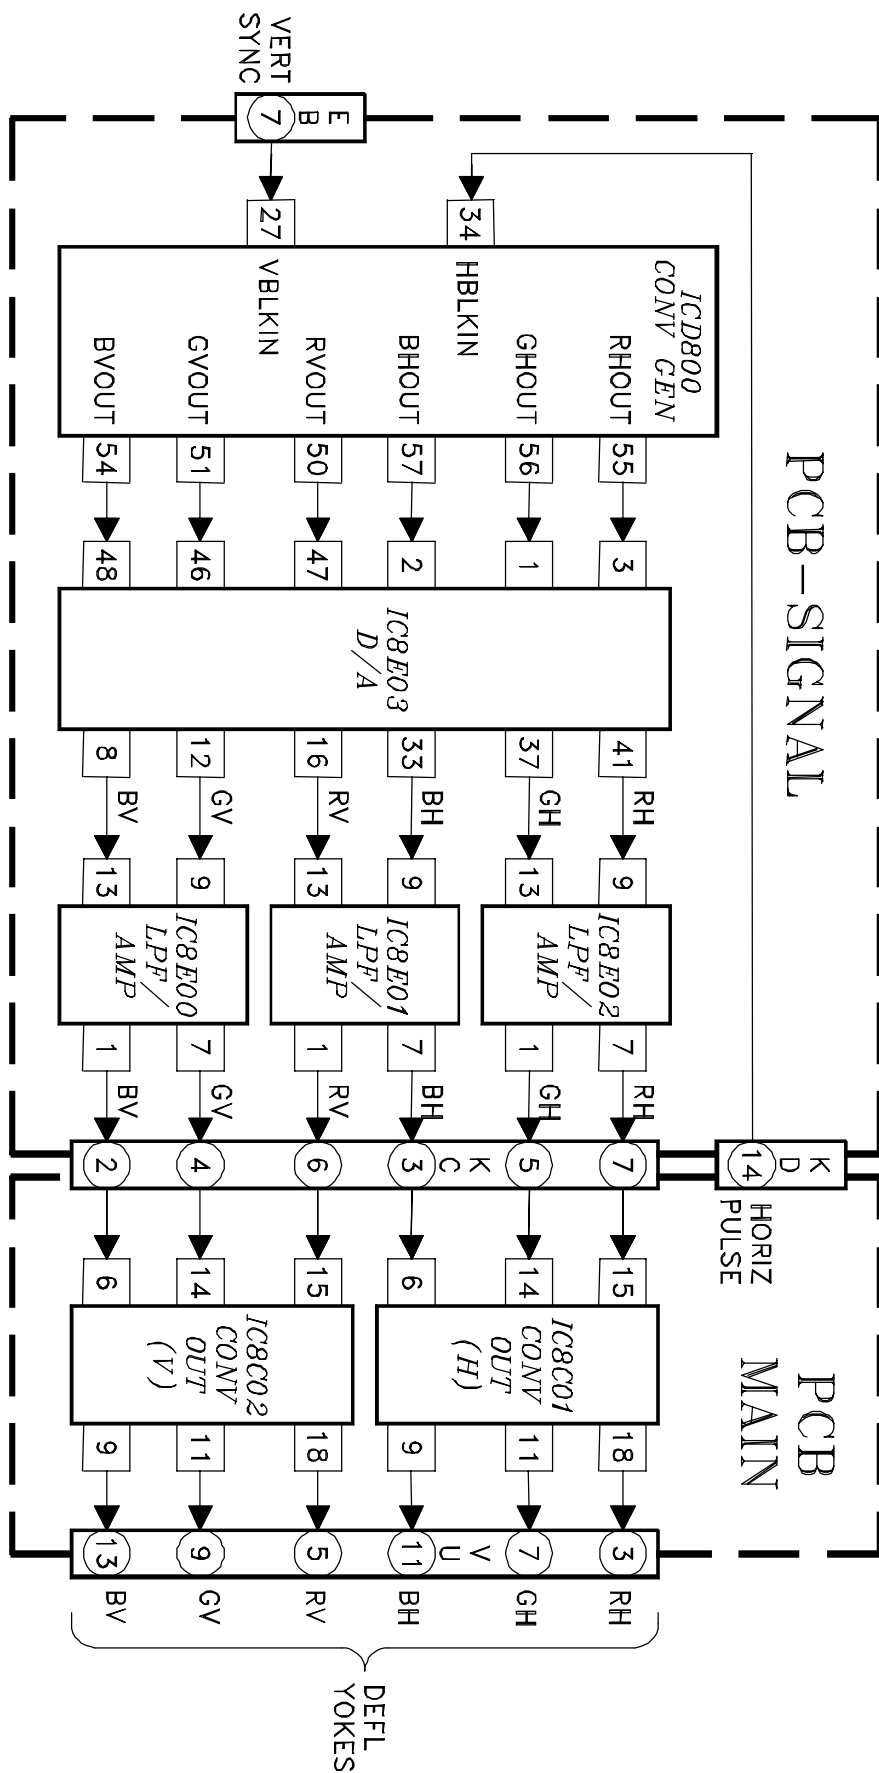 PCB-SIGNAL
PCB
MAIN
VERT
SYNC
E
B
7
27
VBLKIN
34
HBLKIN
ICD800
CONV GEN
RHOUT
GHOUT
BHOUT
RVOUT
GVOUT
BVOUT
55
56
57
50
51
54
3
1
2
47
46
48
IC8E03
D/A
41
37
33
16
12
8
RH
GH
BH
RV
GV
BV
9
13
9
13
9
13
IC8E02
LPF/
AMP
IC8E01
LPF/
AMP
IC8E00
LPF/
AMP
7
1
7
1
7
1
RH
GH
BH
RV
GV
BV
K
D
14
HORIZ
PULSE
K
C
7
5
3
6
4
2
15
14
6
15
14
6
IC8C01
CONV
OUT
(H)
IC8C02
CONV
OUT
(V)
18
11
9
18
11
9
V
U
3
7
11
5
9
13
RH
GH
BH
RV
GV
BV
DEFL
YOKES